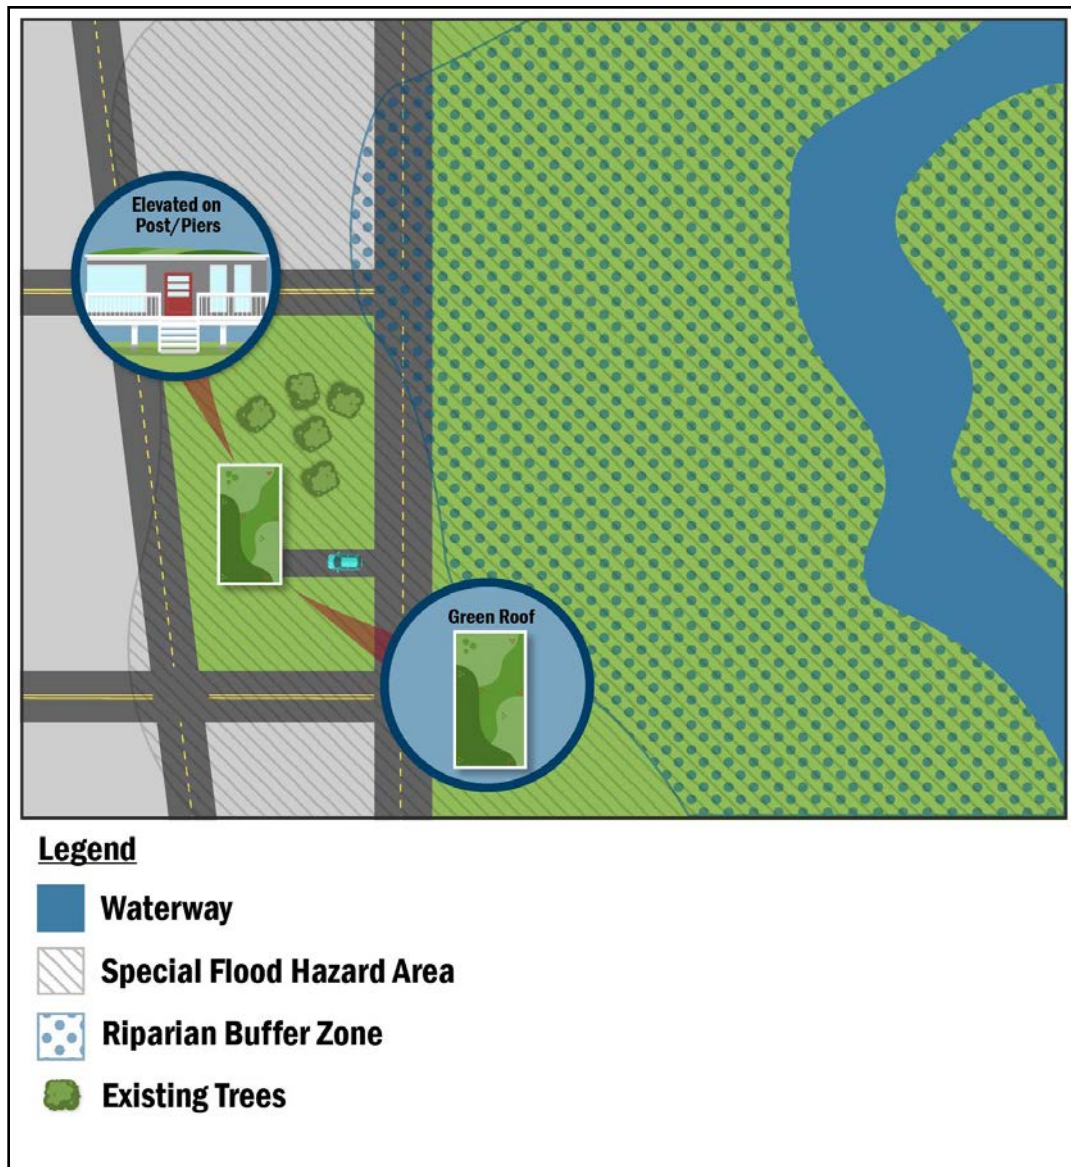 Elevated on
Post/Piers
Green Roof
Legend
Waterway
Special Flood Hazard Area
Riparian Buffer Zone
Existing Trees